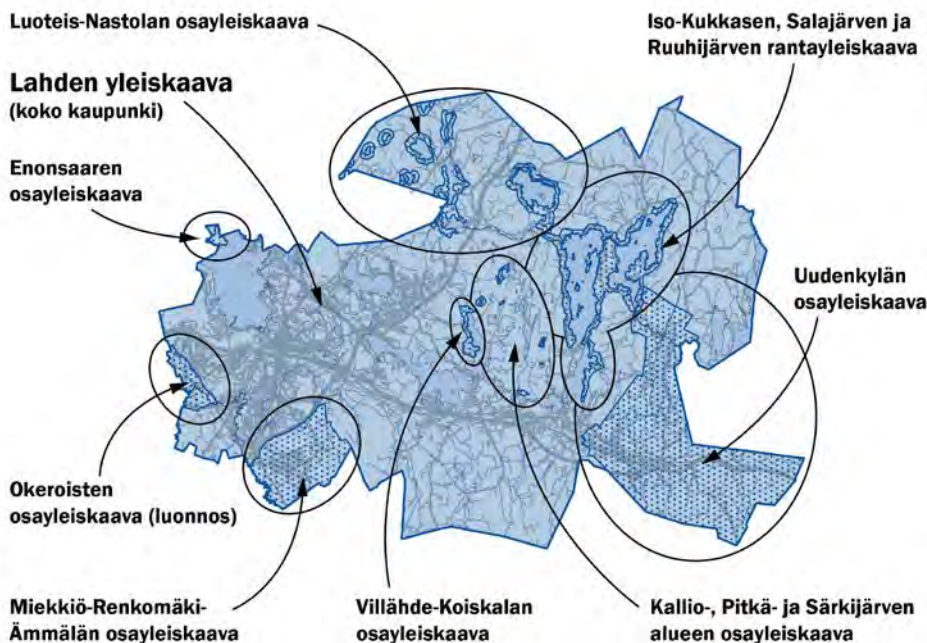 Luoteis-Nastolan osayleiskaava
Iso-Kukkasen, Salajärven ja
Ruuhijärven rantayleiskaava
Lahden yleiskaava
(koko kaupunki)
Enonsaaren
osayleiskaava
Uudenkylän
osayleiskaava
Okeroisten
osayleiskaava (luonnos)
Miekkiö-Renkomäki-
Ämmälän osayleiskaava
Villähde-Koiskalan
osayleiskaava
Kallio-, Pitkä- ja Särkijärven
alueen osayleiskaava